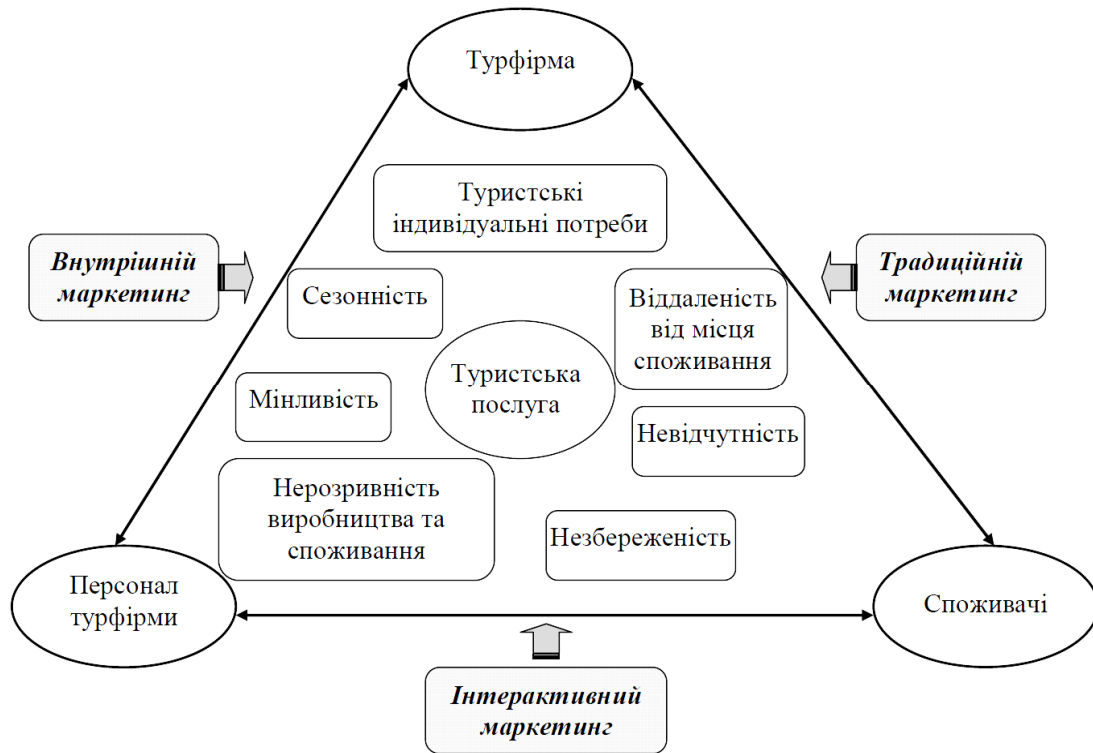 Турфірма
Туристські
індивідуальні потреби
Внутрішній
маркетинг
Традиційній
маркетинг
Сезонність
Віддаленість
від місця
споживання
Туристська
послуга
Мінливість
Невідчутність
Нерозривність
виробництва та
споживання
Незбереженість
Персонал
турфірми
Споживачі
Інтерактивний
маркетинг